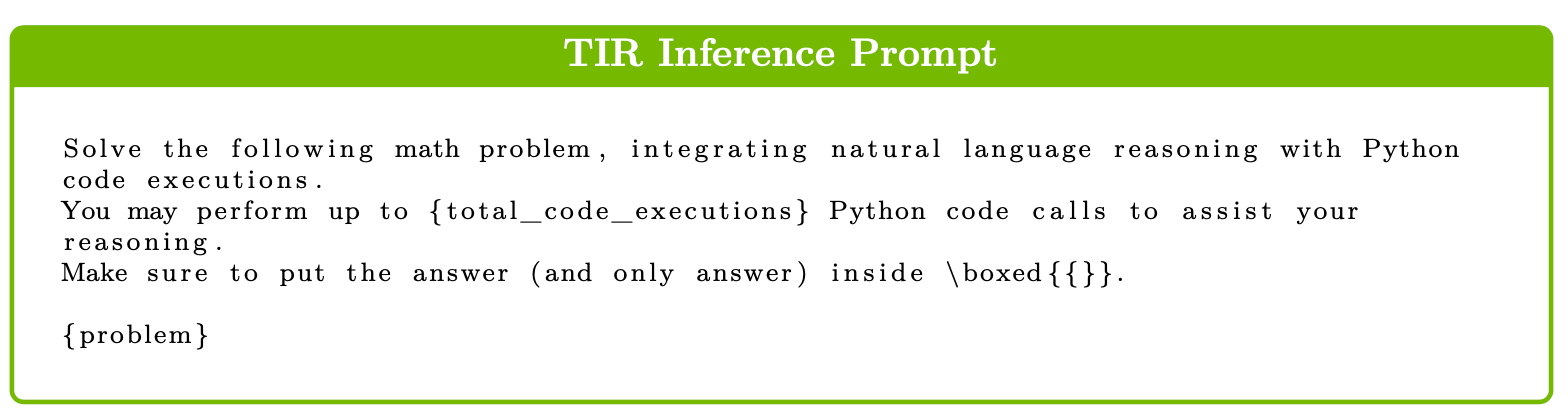 TIR Inference Prompt
Solve the following math problem, integrating natural language reasoning with Python
code executions.
You may perform up to {total_code_executions} Python code calls to assist your
reasoning.
Make sure to put the answer (and only answer) inside \boxed{{}}.
{problem}